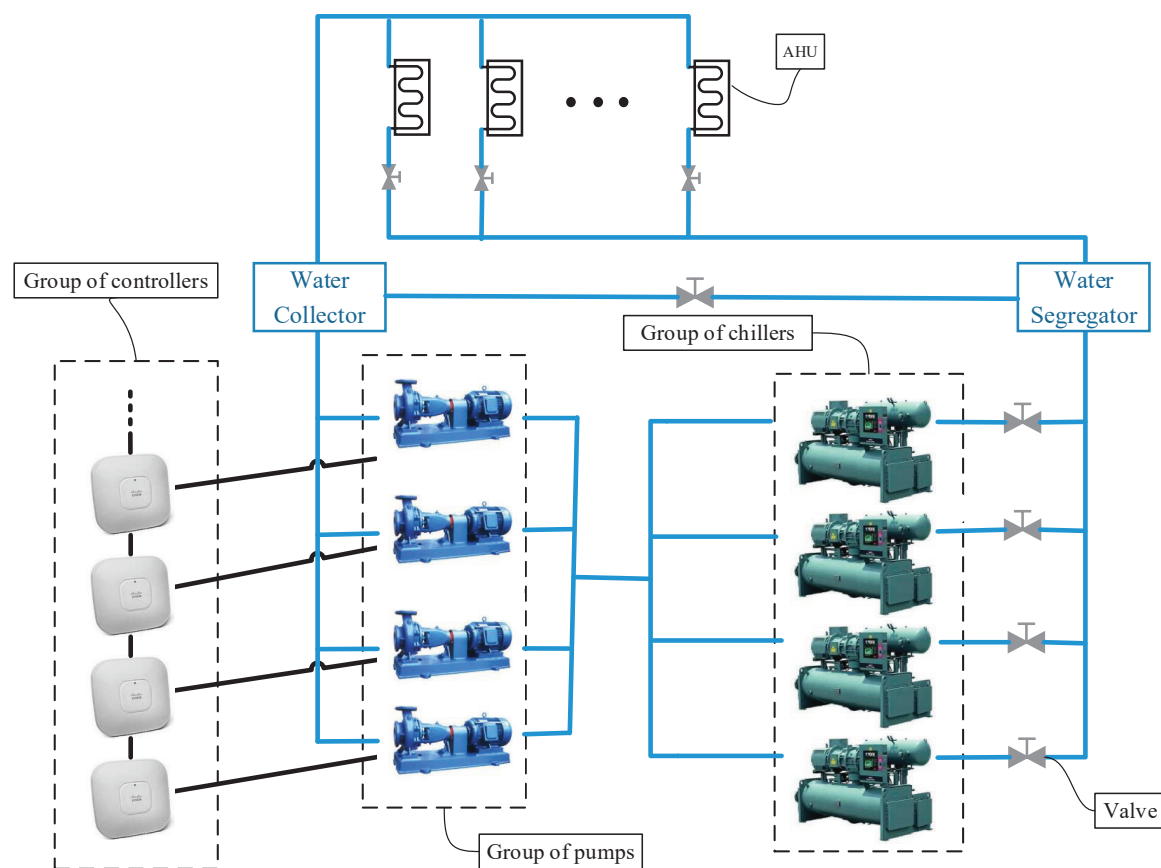 AHU
Group of controllers
Water
Collector
Water
Segregator
Group of chillers
Valve
Group of pumps